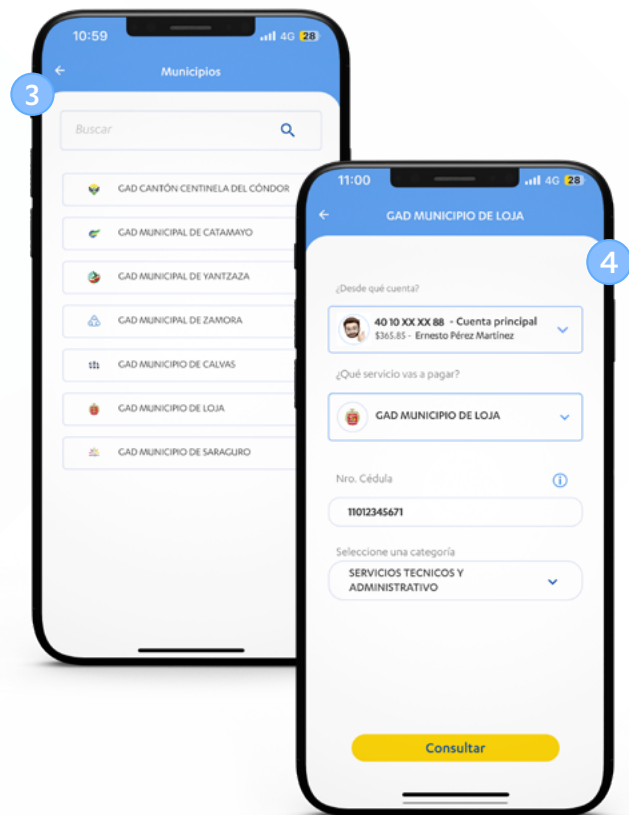 3
10:59
4G 28
Municipios
Buscar
GAD CANTÓN CENTINELA DEL CÓNDOR
GAD MUNICIPAL DE CATAMAYO
GAD MUNICIPAL DE YANTZAZA
GAD MUNICIPAL DE ZAMORA
GAD MUNICIPIO DE CALVAS
GAD MUNICIPIO DE LOJA
GAD MUNICIPIO DE SARAGURO
4
11:00
4G 28
GAD MUNICIPIO DE LOJA
¿Desde qué cuenta?
40 10 XX XX 88 - Cuenta principal
$365.85 - Ernesto Pérez Martínez
¿Qué servicio vas a pagar?
GAD MUNICIPIO DE LOJA
Nro. Cédula
11012345671
Seleccione una categoría
SERVICIOS TECNICOS Y
ADMINISTRATIVO
Consultar